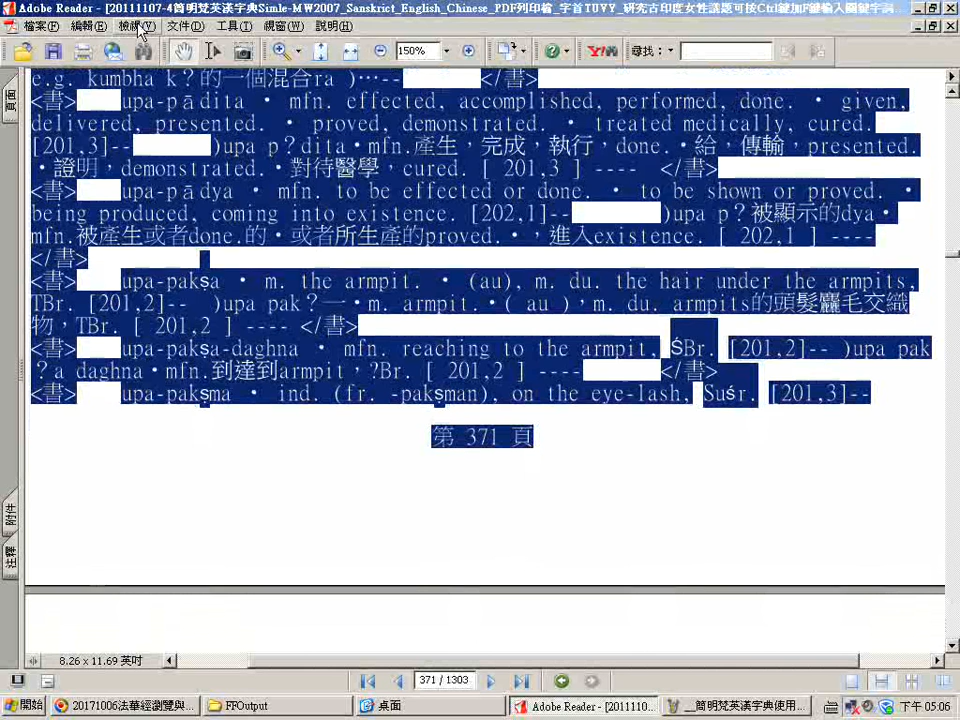 Adobe Reader - [20111107-4簡明梵英漢字典Simle-MW2007_Sanskrict_English_Chinese_PDF列印檔_字首TUVY_研究古印度女性議題可按Ctrl鍵加F鍵輸入關鍵字詞
檔案(F) 編輯(E) 檢視(V) 文件(D) 工具(T) 視窗(W) 說明(H)
150% 尋找：
頁面
e.g. kumbha k？的一個混合ra )…-- </書>
<書> upa-pādita ‧ mfn. effected, accomplished, performed, done. ‧ given,
delivered, presented. ‧ proved, demonstrated. ‧ treated medically, cured.
[201,3]-- )upa p？dita‧mfn.產生，完成，執行，done.‧給，傳輸，presented.
‧證明，demonstrated.‧對待醫學，cured. [ 201,3 ] ---- </書>
<書> upa-pādya ‧ mfn. to be effected or done. ‧ to be shown or proved. ‧
being produced, coming into existence. [202,1]-- )upa p？被顯示的dya‧
mfn.被產生或者done.的‧或者所生產的proved.‧，進入existence. [ 202,1 ] ----
</書>
<書> upa-pakṣa ‧ m. the armpit. ‧ (au), m. du. the hair under the armpits,
TBr. [201,2]-- )upa pak？一‧m. armpit.‧( au )，m. du. armpits的頭髮麗毛交織
物，TBr. [ 201,2 ] ---- </書>
<書> upa-pakṣa-daghna ‧ mfn. reaching to the armpit, ŚBr. [201,2]-- )upa pak
？a daghna‧mfn.到達到armpit，?Br. [ 201,2 ] ---- </書>
<書> upa-pakṣma ‧ ind. (fr. -pakṣman), on the eye-lash, Suśr. [201,3]--
第 371 頁
附件
注釋
8.26 x 11.69 英吋
371 / 1303
開始 20171006法華經瀏覽與... FFOutput 桌面 Adobe Reader - [2011110... __簡明梵英漢字典使用... 下午 05:06